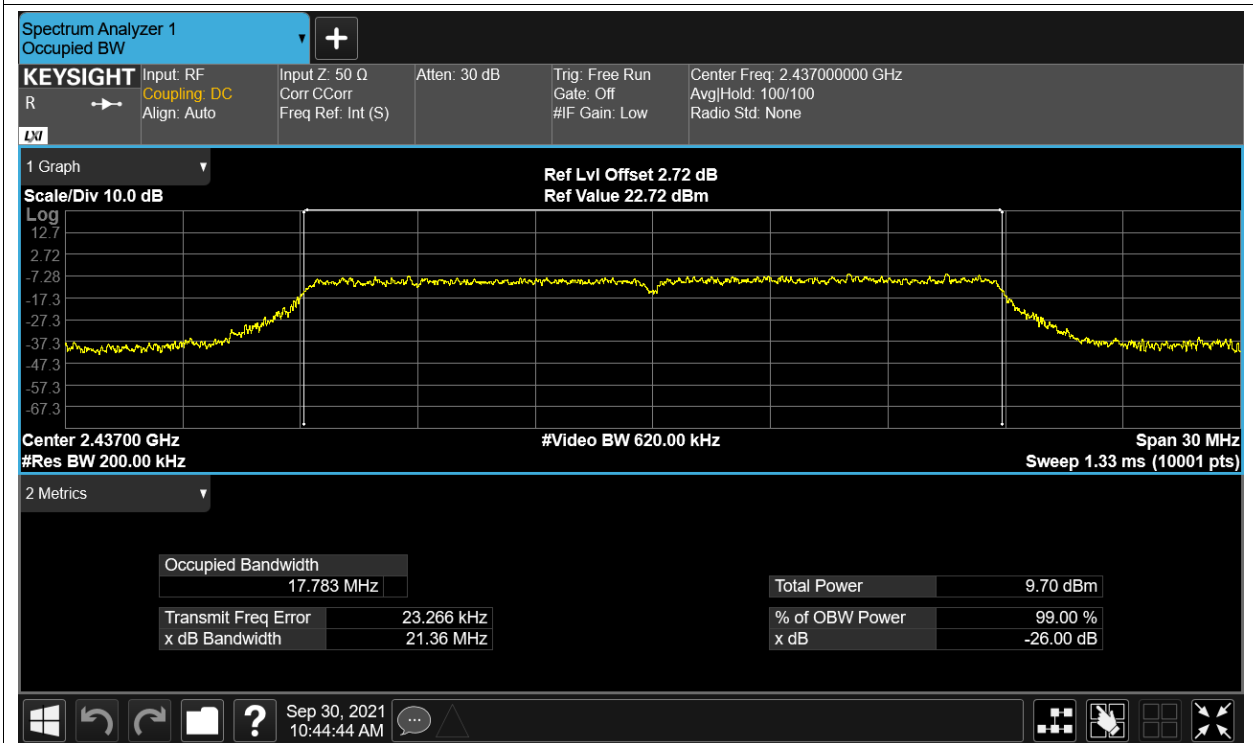 Spectrum Analyzer 1
Occupied BW
KEYSIGHT
R
LXI
Input: RF
Coupling: DC
Align: Auto
Input Z: 50 Ω
Corr CCorr
Freq Ref: Int (S)
Atten: 30 dB
Trig: Free Run
Gate: Off
#IF Gain: Low
Center Freq: 2.437000000 GHz
Avg|Hold: 100/100
Radio Std: None
1 Graph
Scale/Div 10.0 dB
Ref Lvl Offset 2.72 dB
Ref Value 22.72 dBm
Log
12.7
2.72
-7.28
-17.3
-27.3
-37.3
-47.3
-57.3
-67.3
Center 2.43700 GHz
#Res BW 200.00 kHz
#Video BW 620.00 kHz
Span 30 MHz
Sweep 1.33 ms (10001 pts)
2 Metrics
Occupied Bandwidth
17.783 MHz
Transmit Freq Error 23.266 kHz
x dB Bandwidth 21.36 MHz
Total Power 9.70 dBm
% of OBW Power 99.00 %
x dB -26.00 dB
?
Sep 30, 2021
10:44:44 AM